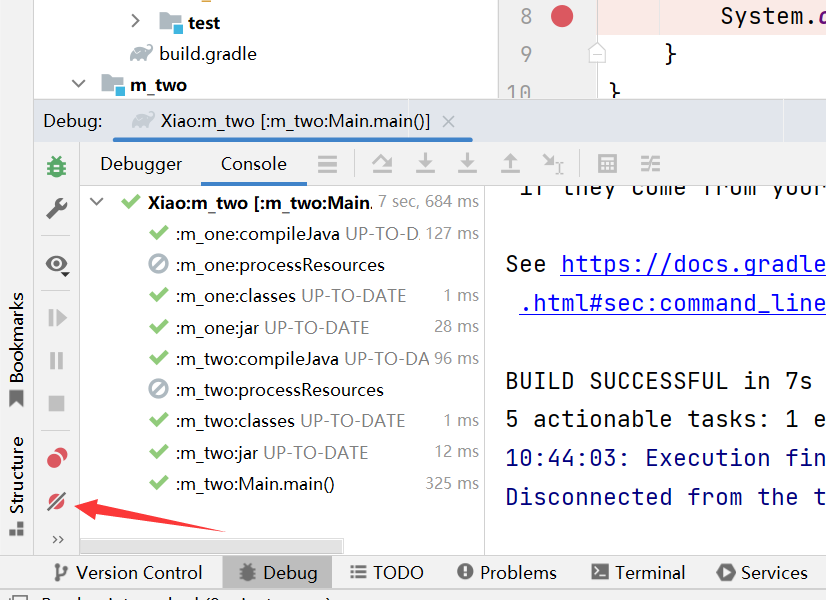 test
build.gradle
m_two
8 System.
9 }
10 }
Debug: Xiao:m_two [:m_two:Main.main()]
Debugger Console
Xiao:m_two [:m_two:Main. 7 sec, 684 ms
:m_one:compileJava UP-TO-D. 127 ms
:m_one:processResources
:m_one:classes UP-TO-DATE 1 ms
:m_one:jar UP-TO-DATE 28 ms
:m_two:compileJava UP-TO-DA 96 ms
:m_two:processResources
:m_two:classes UP-TO-DATE 1 ms
:m_two:jar UP-TO-DATE 12 ms
:m_two:Main.main() 325 ms
if they come from your
See https://docs.gradle
.html#sec:command_line
BUILD SUCCESSFUL in 7s
5 actionable tasks: 1 e
10:44:03: Execution fin
Disconnected from the t
Bookmarks
Structure
Version Control Debug TODO Problems Terminal Services